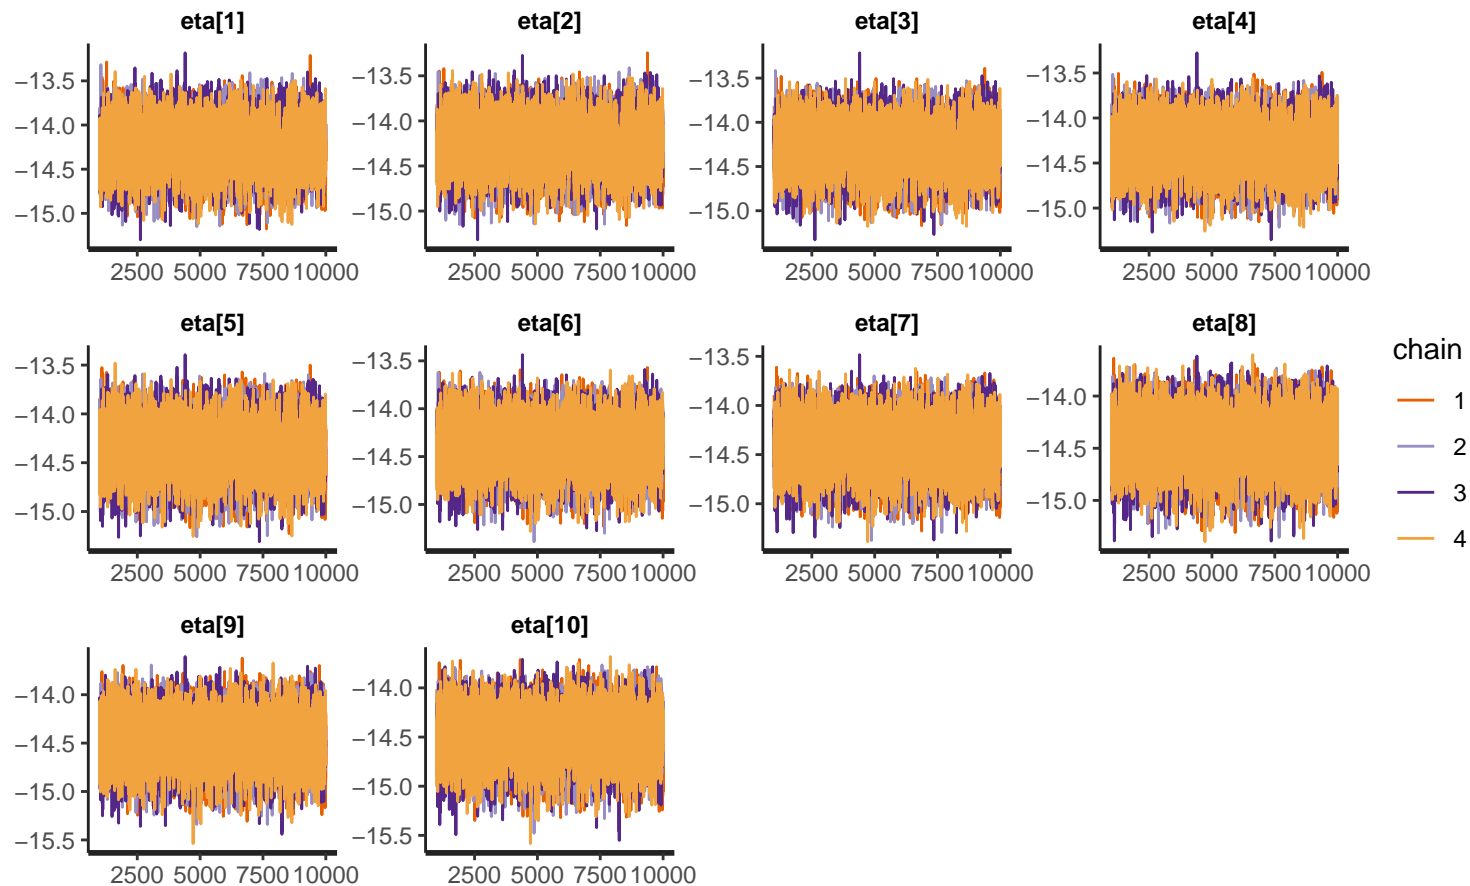 eta[1] eta[2] eta[3] eta[4]
−13.5 −14.0 −14.5 −15.0
−13.5 −14.0 −14.5 −15.0
−13.5 −14.0 −14.5 −15.0
−13.5 −14.0 −14.5 −15.0
2500 5000 7500 10000 2500 5000 7500 10000 2500 5000 7500 10000 2500 5000 7500 10000
eta[5] eta[6] eta[7] eta[8]
−13.5 −14.0 −14.5 −15.0
−13.5 −14.0 −14.5 −15.0
−13.5 −14.0 −14.5 −15.0
−14.0 −14.5 −15.0
2500 5000 7500 10000 2500 5000 7500 10000 2500 5000 7500 10000 2500 5000 7500 10000
eta[9] eta[10]
−14.0 −14.5 −15.0 −15.5
−14.0 −14.5 −15.0 −15.5
2500 5000 7500 10000 2500 5000 7500 10000
chain
1
2
3
4